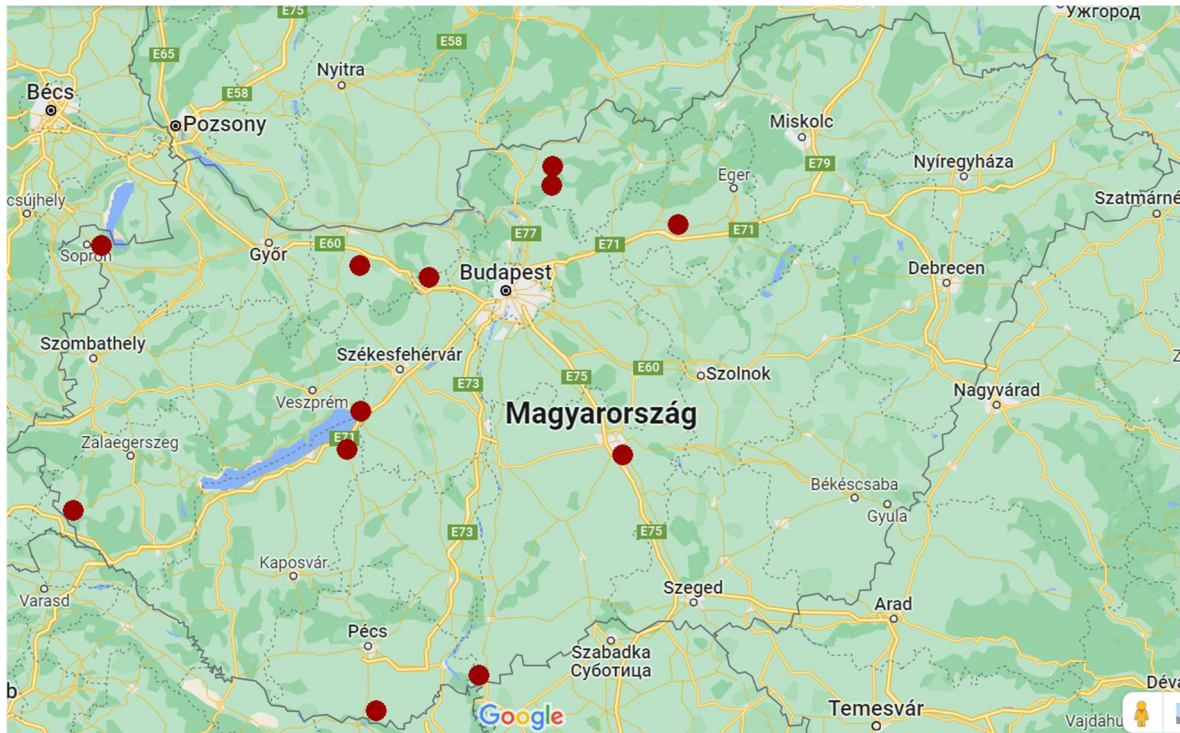 E75
Ужгород
E65
E58
Nyitra
Bécs
E58
Pozsony
Miskolc
E79
Nyíregyháza
Eger
csújhely
Szatmárné
E77
E71
E71
Sopron
Győr
E60
Budapest
Debrecen
Szombathely
Székesfehérvár
E73
E75
E60
Szolnok
Z
Veszprém
Nagyvárad
Magyarország
E71
Zalaegerszeg
Békéscsaba
Gyula
E73
E75
Kaposvár
Varasd
Szeged
Arad
Pécs
Szabadka
Суботица
b
Google
Temesvár
Déva
Vajdahu